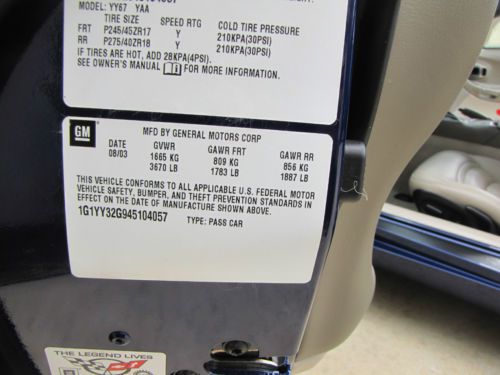 MODEL: YY67 YAA
TIRE SIZE SPEED RTG COLD TIRE PRESSURE
FRT P245/45ZR17 Y 210KPA(30PSI)
RR P275/40ZR18 Y 210KPA(30PSI)
IF TIRES ARE HOT, ADD 28KPA(4PSI)
SEE OWNER'S MANUAL FOR MORE INFORMATION.
GM
MFD BY GENERAL MOTORS CORP
DATE GVWR GAWR FRT GAWR RR
08/03 1665 KG 809 KG 856 KG
3670 LB 1783 LB 1887 LB
THIS VEHICLE CONFORMS TO ALL APPLICABLE U.S. FEDERAL MOTOR
VEHICLE SAFETY, BUMPER, AND THEFT PREVENTION STANDARDS IN
EFFECT ON THE DATE OF MANUFACTURE SHOWN ABOVE.
1G1YY32G945104057 TYPE: PASS CAR
THE LEGEND LIVES